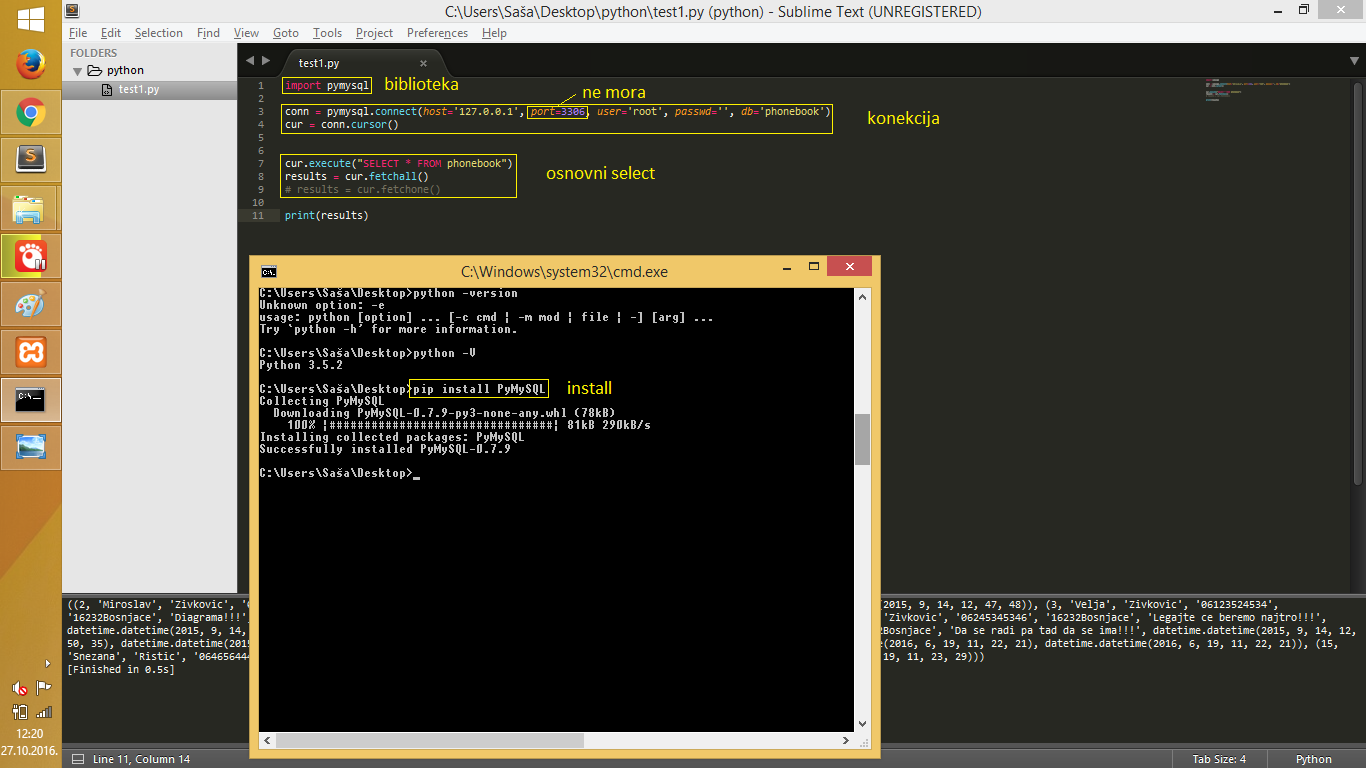 C:\Users\Saša\Desktop\python\test1.py (python) - Sublime Text (UNREGISTERED)
File Edit Selection Find View Goto Tools Project Preferences Help
FOLDERS
python
test1.py
test1.py
1 import pymysql
biblioteka
2
ne mora
3 conn = pymysql.connect(host='127.0.0.1', port=3306, user='root', passwd='', db='phonebook')
konekcija
4 cur = conn.cursor()
5
6
7 cur.execute("SELECT * FROM phonebook")
8 results = cur.fetchall()
osnovni select
9 # results = cur.fetchone()
10
11 print(results)
C:\Windows\system32\cmd.exe
C:\Users\Saša\Desktop>python -version
Unknown option: -e
usage: python [option] ... [-c cmd ¦ -m mod ¦ file ¦ -] [arg] ...
Try `python -h' for more information.
C:\Users\Saša\Desktop>python -V
Python 3.5.2
C:\Users\Saša\Desktop>pip install PyMySQL
install
Collecting PyMySQL
Downloading PyMySQL-0.7.9-py3-none-any.whl (78kB)
100% ¦################################¦ 81kB 290kB/s
Installing collected packages: PyMySQL
Successfully installed PyMySQL-0.7.9
C:\Users\Saša\Desktop>_
((2, 'Miroslav', 'Zivkovic', '
(2015, 9, 14, 12, 47, 48)), (3, 'Velja', 'Zivkovic', '06123524534',
'16232Bosnjace', 'Diagrama!!!'
'Zivkovic', '06245345346', '16232Bosnjace', 'Legajte ce beremo najtro!!!',
datetime.datetime(2015, 9, 14,
Bosnjace', 'Da se radi pa tad da se ima!!!', datetime.datetime(2015, 9, 14, 12,
50, 35), datetime.datetime(2015
(2016, 6, 19, 11, 22, 21), datetime.datetime(2016, 6, 19, 11, 22, 21)), (15,
'Snezana', 'Ristic', '064656444
19, 11, 23, 29)))
[Finished in 0.5s]
12:20
27.10.2016.
Line 11, Column 14
Tab Size: 4
Python